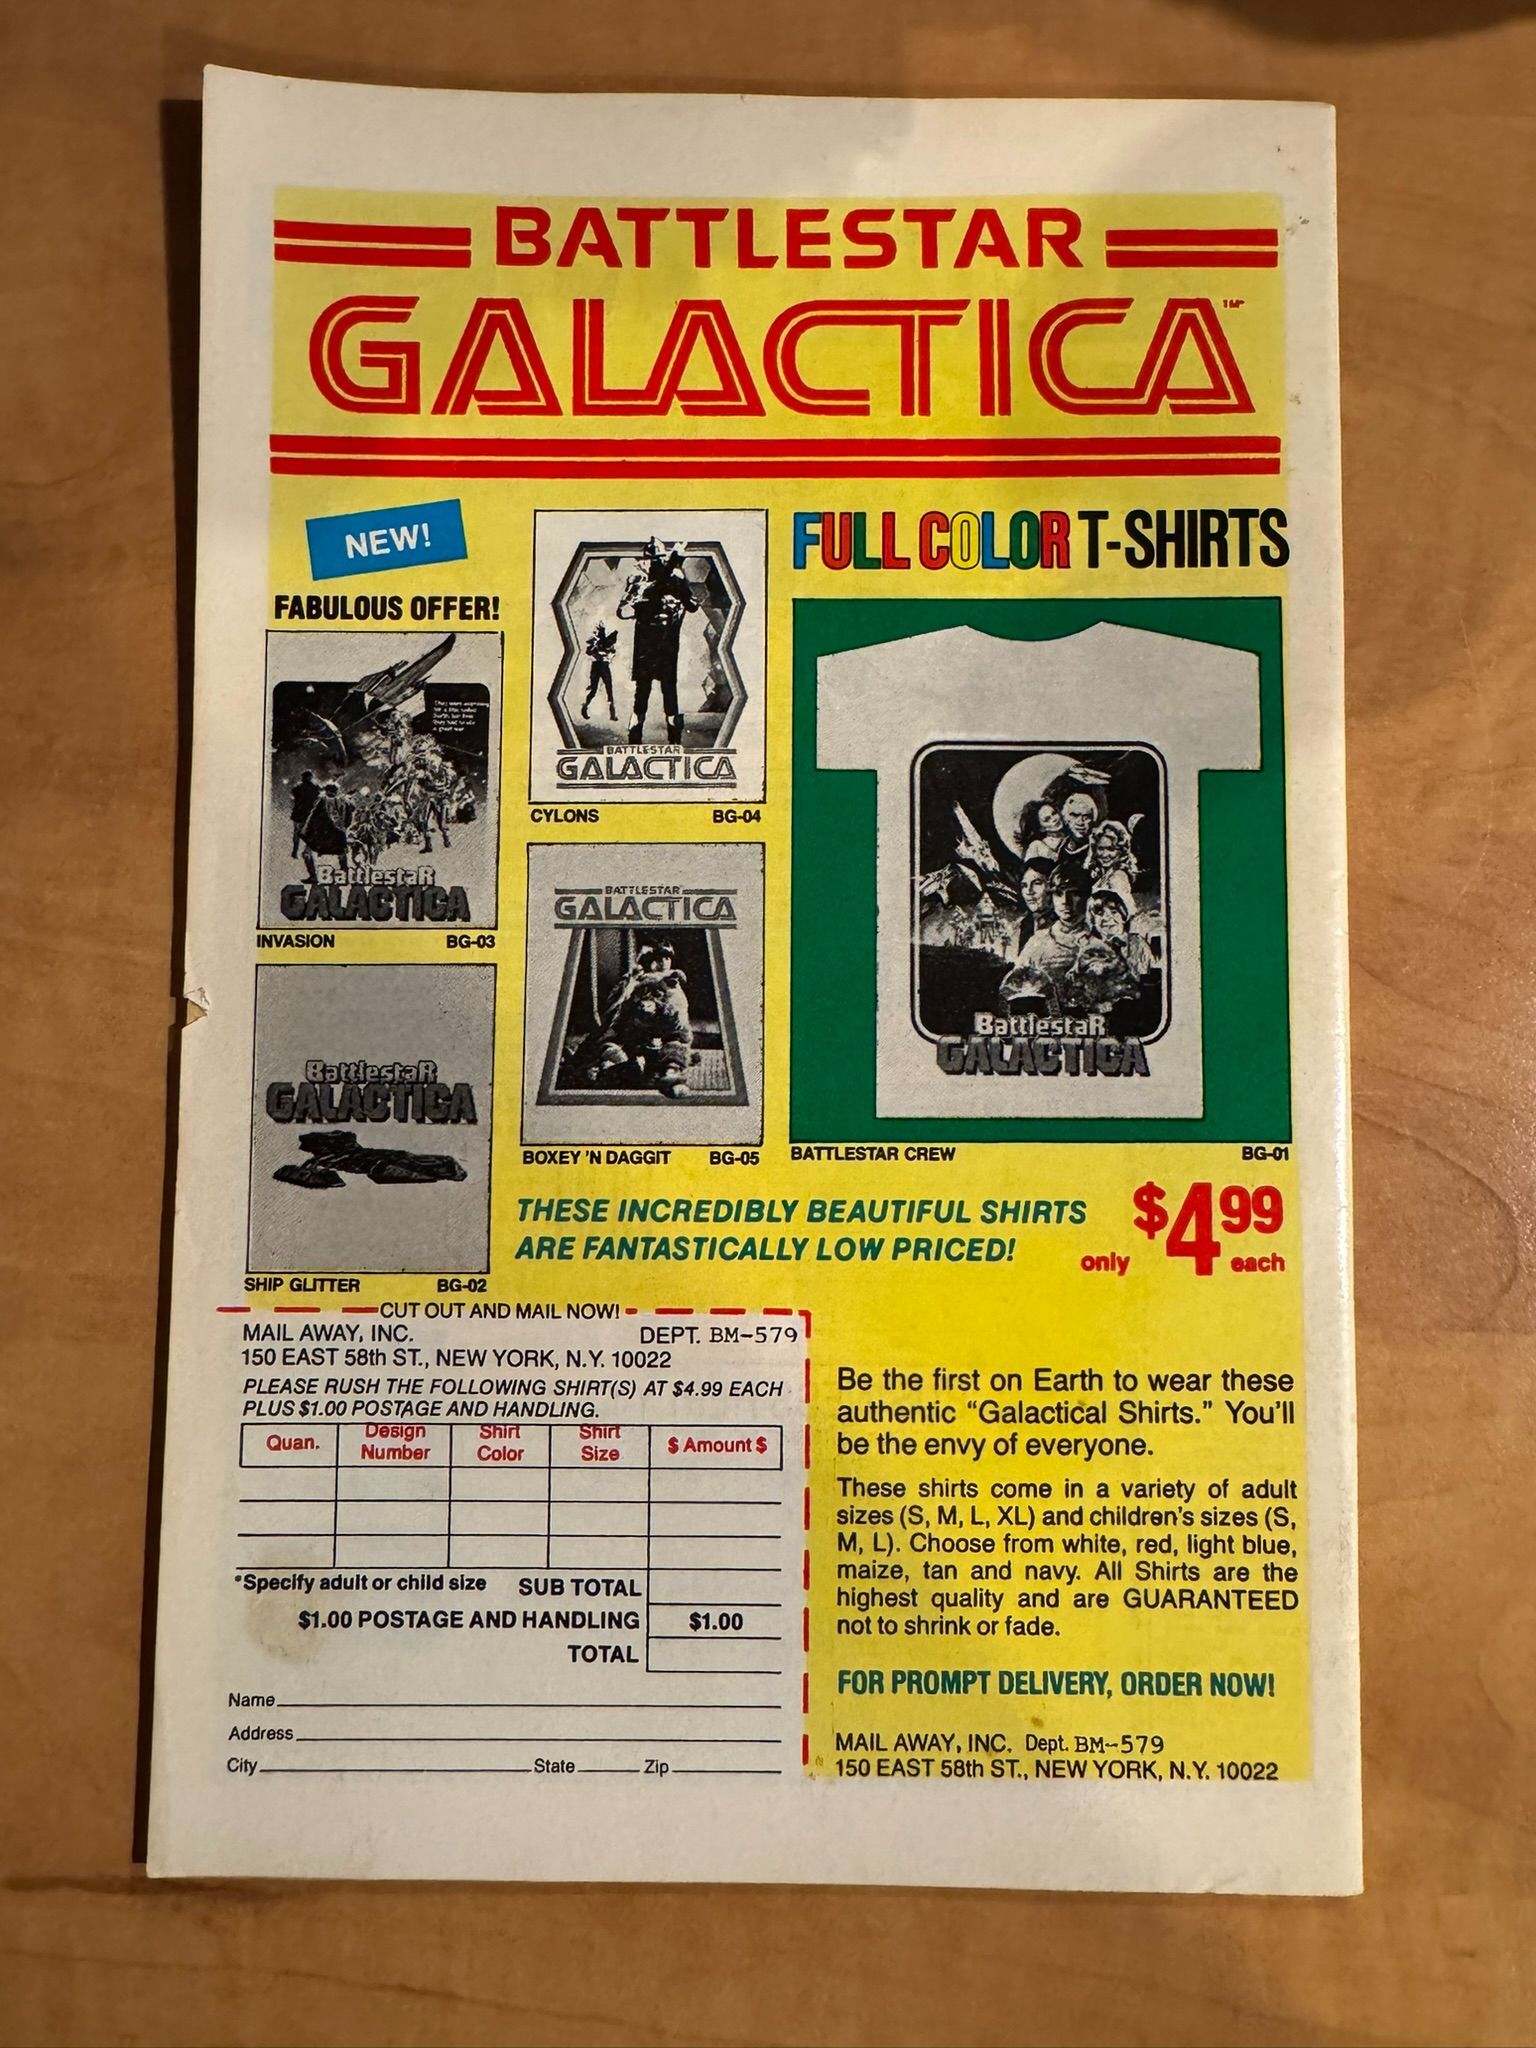 BATTLESTAR
GALACTICA™
NEW!
FABULOUS OFFER!
Battlestar
GALACTICA
INVASION BG-03
Battlestar
GALACTICA
SHIP GLITTER BG-02
BATTLESTAR
GALACTICA
CYLONS BG-04
BATTLESTAR
GALACTICA
BOXEY 'N DAGGIT BG-05
FULL COLOR T-SHIRTS
Battlestar
GALACTICA
BATTLESTAR CREW BG-01
THESE INCREDIBLY BEAUTIFUL SHIRTS
ARE FANTASTICALLY LOW PRICED!
only $4.99 each
CUT OUT AND MAIL NOW!
MAIL AWAY, INC. DEPT. BM-579
150 EAST 58th ST., NEW YORK, N.Y. 10022
PLEASE RUSH THE FOLLOWING SHIRT(S) AT $4.99 EACH
PLUS $1.00 POSTAGE AND HANDLING.
Quan. Design Number Shirt Color Shirt Size $ Amount $
*Specify adult or child size SUB TOTAL
$1.00 POSTAGE AND HANDLING $1.00
TOTAL
Name
Address
City State Zip
Be the first on Earth to wear these
authentic "Galactical Shirts." You'll
be the envy of everyone.
These shirts come in a variety of adult
sizes (S, M, L, XL) and children's sizes (S,
M, L). Choose from white, red, light blue,
maize, tan and navy. All Shirts are the
highest quality and are GUARANTEED
not to shrink or fade.
FOR PROMPT DELIVERY, ORDER NOW!
MAIL AWAY, INC. Dept. BM-579
150 EAST 58th ST., NEW YORK, N.Y. 10022